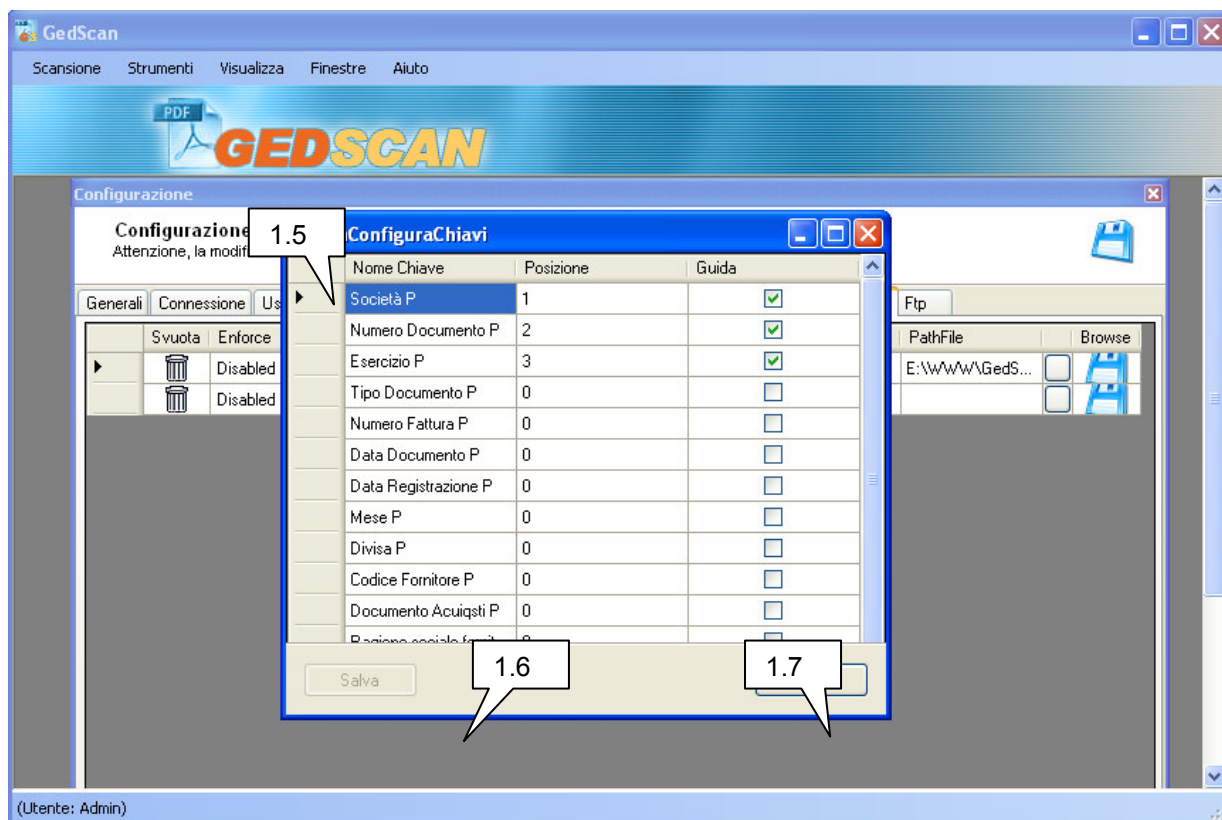 GedScan
Scansione Strumenti Visualizza Finestre Aiuto
PDF
GEDSCAN
Configurazione
Configurazione
Attenzione, la
1.5
ConfiguraChiavi
Nome Chiave Posizione Guida
Generali Connessione Us Ftp
Società P 1
Svuota Enforce PathFile Browse
Numero Documento P 2
Disabled Esercizio P 3 E:\WWW\GedS...
Disabled Tipo Documento P 0
Numero Fattura P 0
Data Documento P 0
Data Registrazione P 0
Mese P 0
Divisa P 0
Codice Fornitore P 0
Documento Acuiqsti P 0
Ragione sociale
1.6
1.7
Salva
(Utente: Admin)